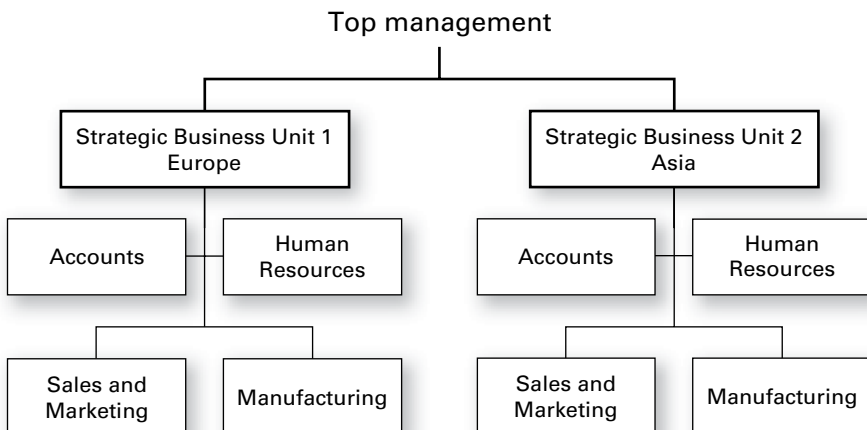 Top management
Strategic Business Unit 1
Europe
Strategic Business Unit 2
Asia
Accounts
Human
Resources
Accounts
Human
Resources
Sales and
Marketing
Manufacturing
Sales and
Marketing
Manufacturing